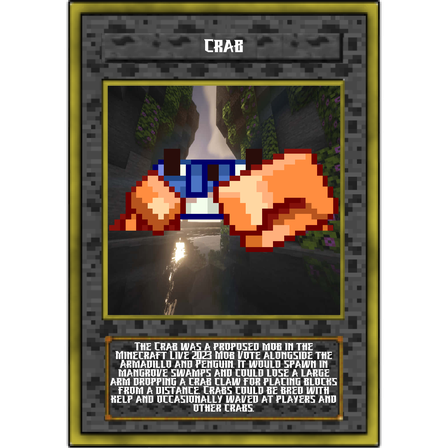 CRAB
THE CRAB WAS A PROPOSED MOB IN THE
MINECRAFT LIVE 2023 MOB VOTE ALONGSIDE THE
ARMADILLO AND PENGUIN. IT WOULD SPAWN IN
MANGROVE SWAMPS AND COULD LOSE A LARGE
ARM DROPPING A CRAB CLAW FOR PLACING BLOCKS
FROM A DISTANCE. CRABS COULD BE BRED WITH
KELP AND OCCASIONALLY WAVED AT PLAYERS AND
OTHER CRABS.